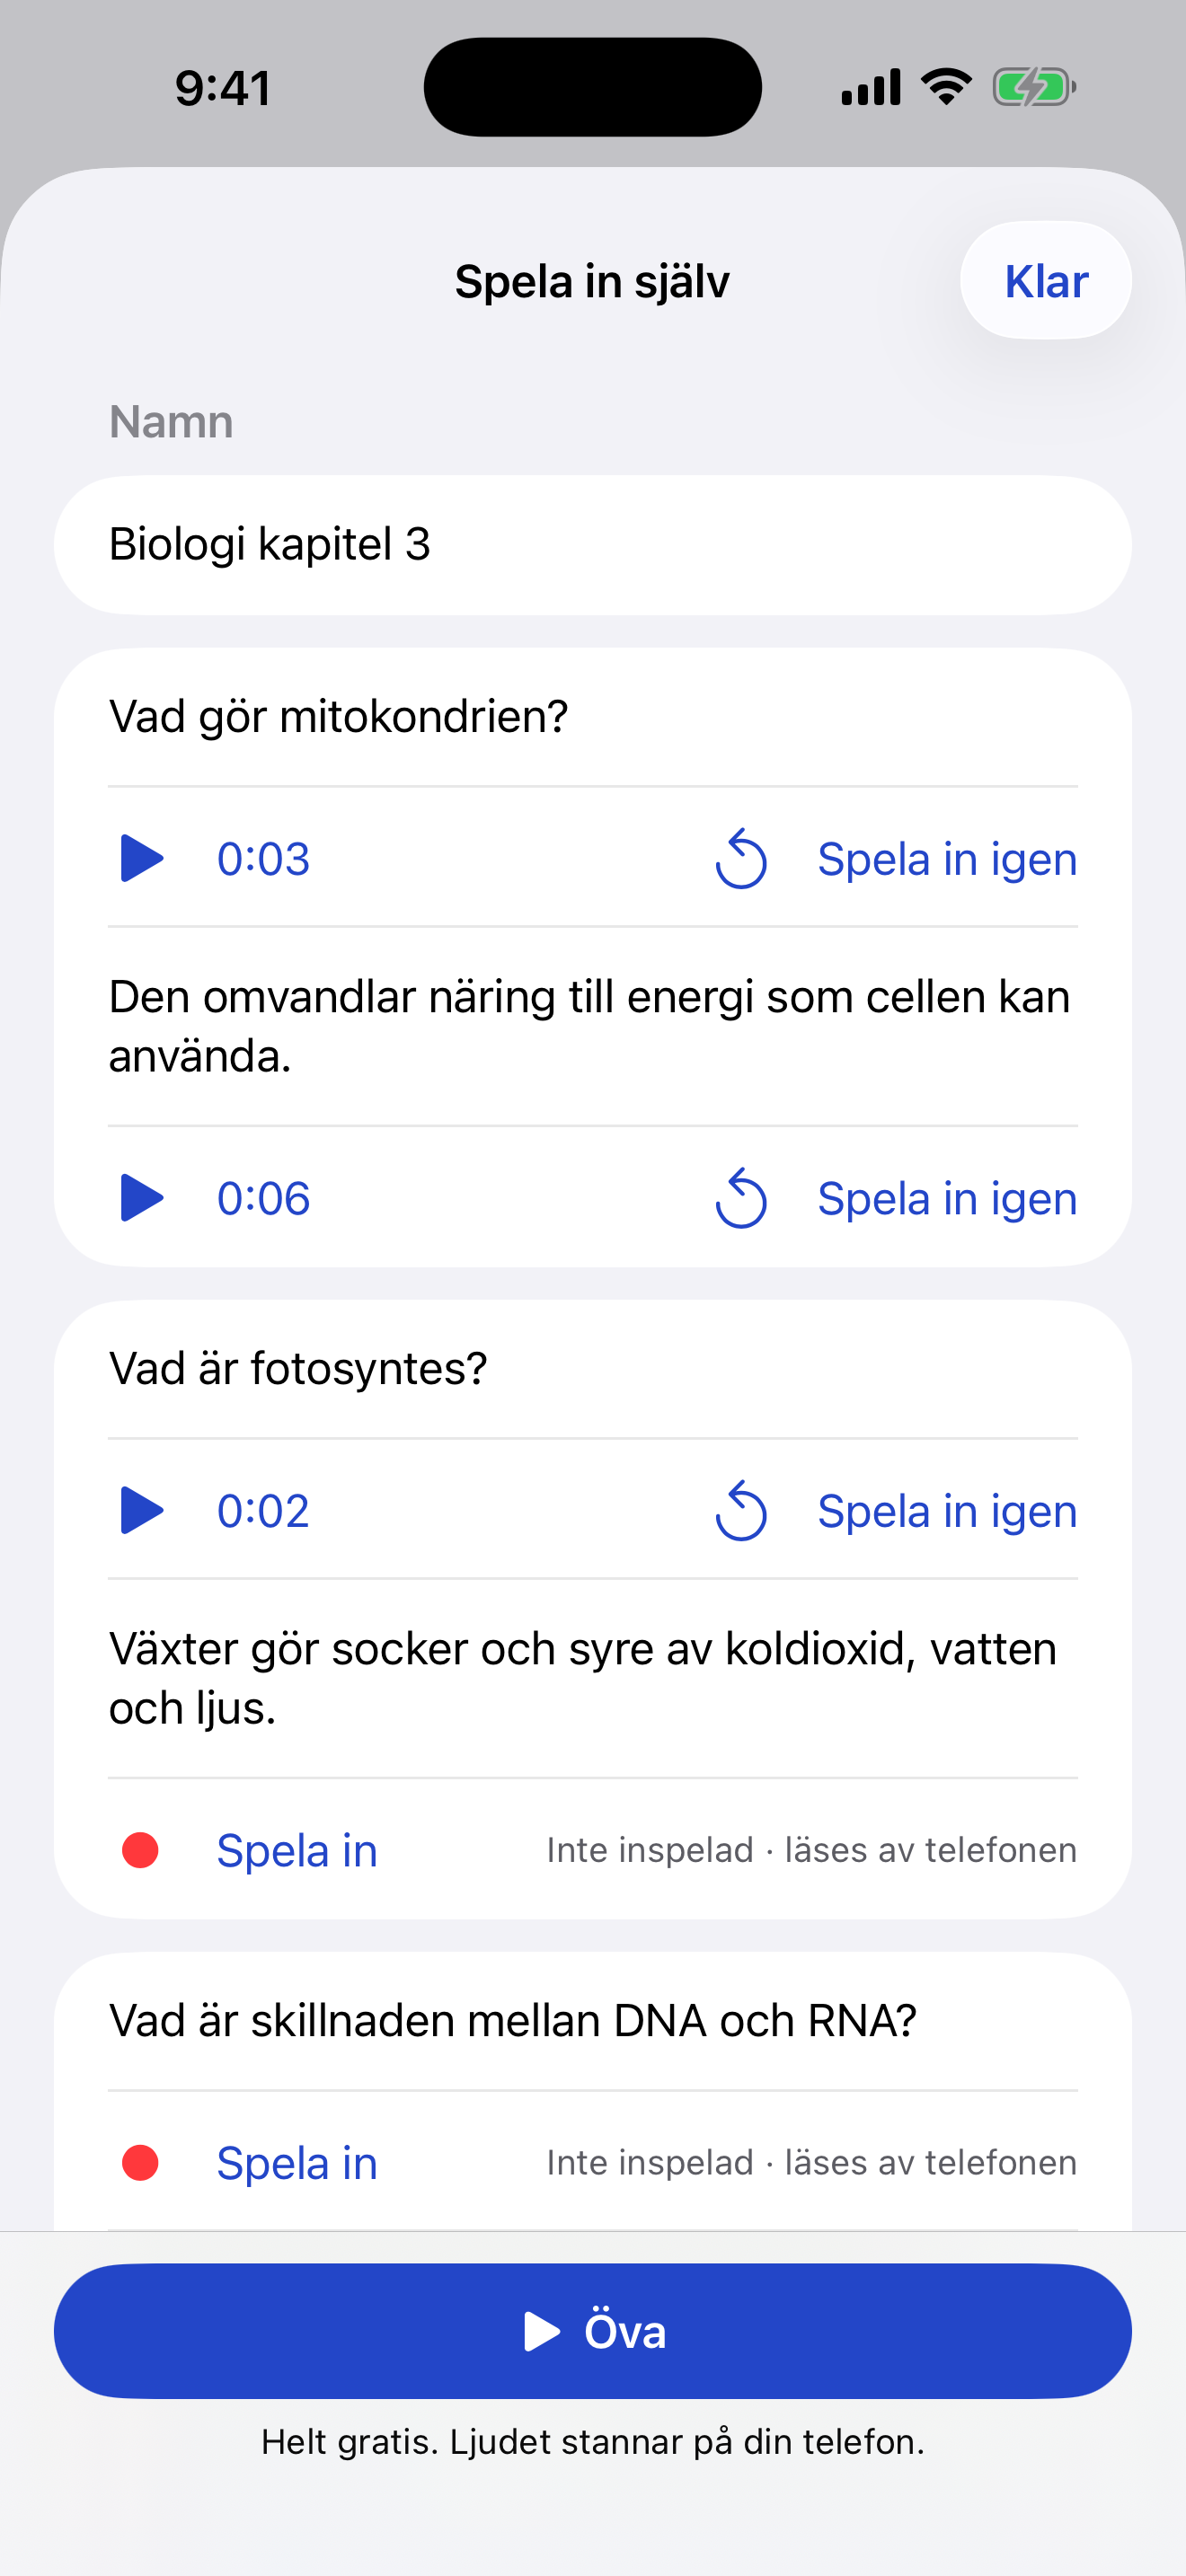 9:41
Spela in själv
Klar
Namn
Biologi kapitel 3
Vad gör mitokondrien?
0:03
Spela in igen
Den omvandlar näring till energi som cellen kan
använda.
0:06
Spela in igen
Vad är fotosyntes?
0:02
Spela in igen
Växter gör socker och syre av koldioxid, vatten
och ljus.
Spela in
Inte inspelad · läses av telefonen
Vad är skillnaden mellan DNA och RNA?
Spela in
Inte inspelad · läses av telefonen
Öva
Helt gratis. Ljudet stannar på din telefon.